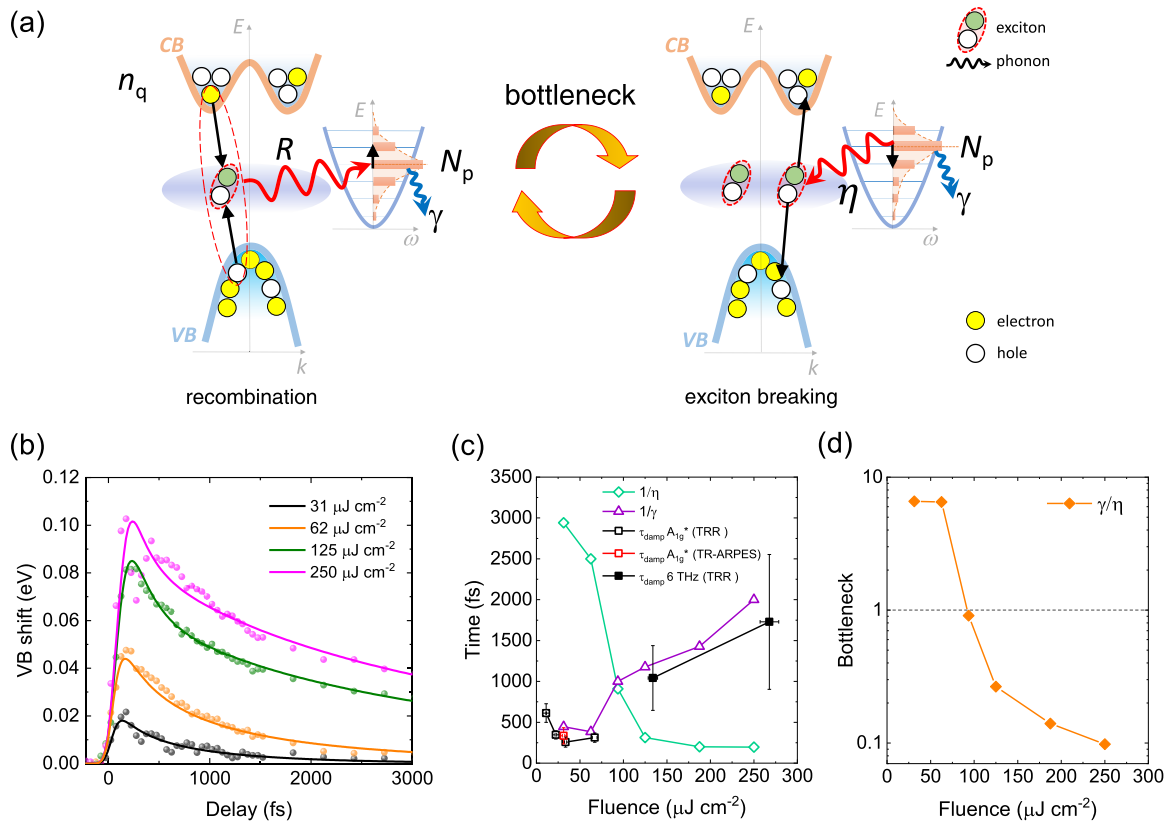 (a)
E
CB
n_q
R
E
N_p
γ
ω
VB
k
recombination
bottleneck
E
E
N_p
η
γ
ω
k
exciton breaking
exciton
phonon
electron
hole
(b)
VB shift (eV)
0.12
0.10
0.08
0.06
0.04
0.02
0.00
31 μJ cm⁻²
62 μJ cm⁻²
125 μJ cm⁻²
250 μJ cm⁻²
0 1000 2000 3000
Delay (fs)
(c)
Time (fs)
3500
3000
2500
2000
1500
1000
500
0
1/η
1/γ
τ_damp A_1g* (TRR )
τ_damp A_1g* (TR-ARPES)
τ_damp 6 THz (TRR )
0 50 100 150 200 250 300
Fluence (μJ cm⁻²)
(d)
Bottleneck
10
1
0.1
γ/η
0 50 100 150 200 250 300
Fluence (μJ cm⁻²)